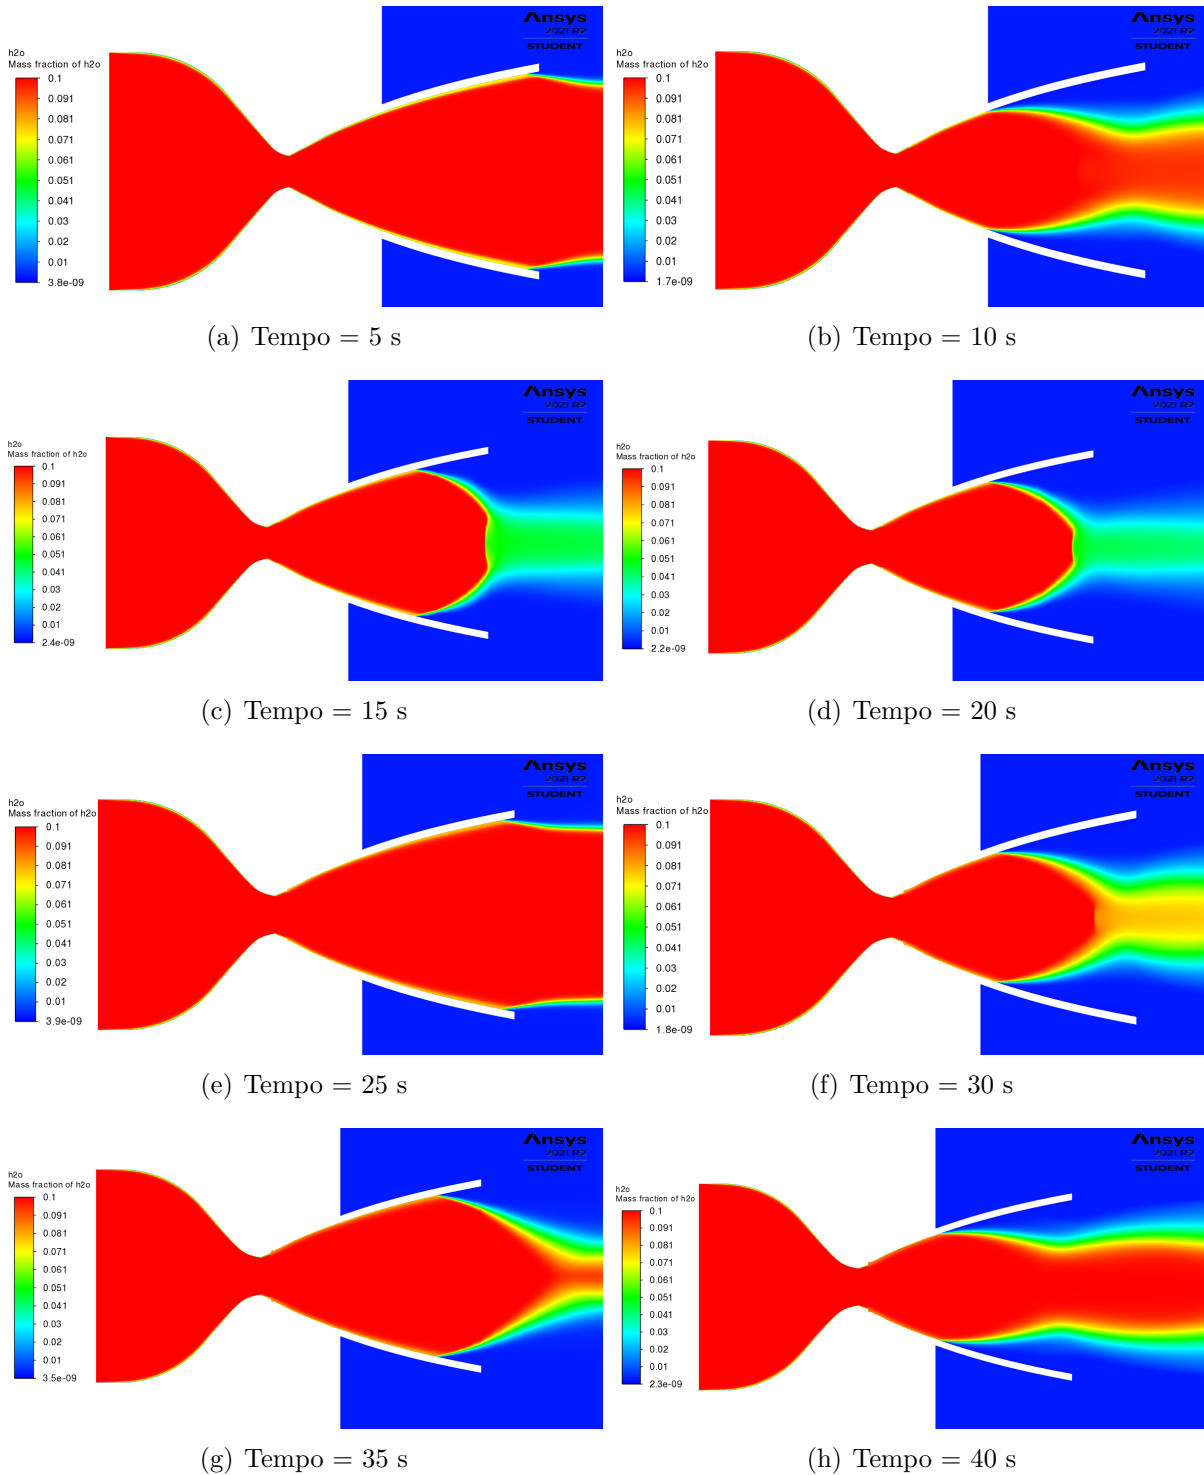 Ansys
2021 R2
STUDENT
h2o
Mass fraction of h2o
0.1
0.091
0.081
0.071
0.061
0.051
0.041
0.03
0.02
0.01
3.8e-09
(a) Tempo = 5 s
Ansys
2021 R2
STUDENT
h2o
Mass fraction of h2o
0.1
0.091
0.081
0.071
0.061
0.051
0.041
0.03
0.02
0.01
1.7e-09
(b) Tempo = 10 s
Ansys
2021 R2
STUDENT
h2o
Mass fraction of h2o
0.1
0.091
0.081
0.071
0.061
0.051
0.041
0.03
0.02
0.01
2.4e-09
(c) Tempo = 15 s
Ansys
2021 R2
STUDENT
h2o
Mass fraction of h2o
0.1
0.091
0.081
0.071
0.061
0.051
0.041
0.03
0.02
0.01
2.2e-09
(d) Tempo = 20 s
Ansys
2021 R2
STUDENT
h2o
Mass fraction of h2o
0.1
0.091
0.081
0.071
0.061
0.051
0.041
0.03
0.02
0.01
3.9e-09
(e) Tempo = 25 s
Ansys
2021 R2
STUDENT
h2o
Mass fraction of h2o
0.1
0.091
0.081
0.071
0.061
0.051
0.041
0.03
0.02
0.01
1.8e-09
(f) Tempo = 30 s
Ansys
2021 R2
STUDENT
h2o
Mass fraction of h2o
0.1
0.091
0.081
0.071
0.061
0.051
0.041
0.03
0.02
0.01
3.5e-09
(g) Tempo = 35 s
Ansys
2021 R2
STUDENT
h2o
Mass fraction of h2o
0.1
0.091
0.081
0.071
0.061
0.051
0.041
0.03
0.02
0.01
2.3e-09
(h) Tempo = 40 s